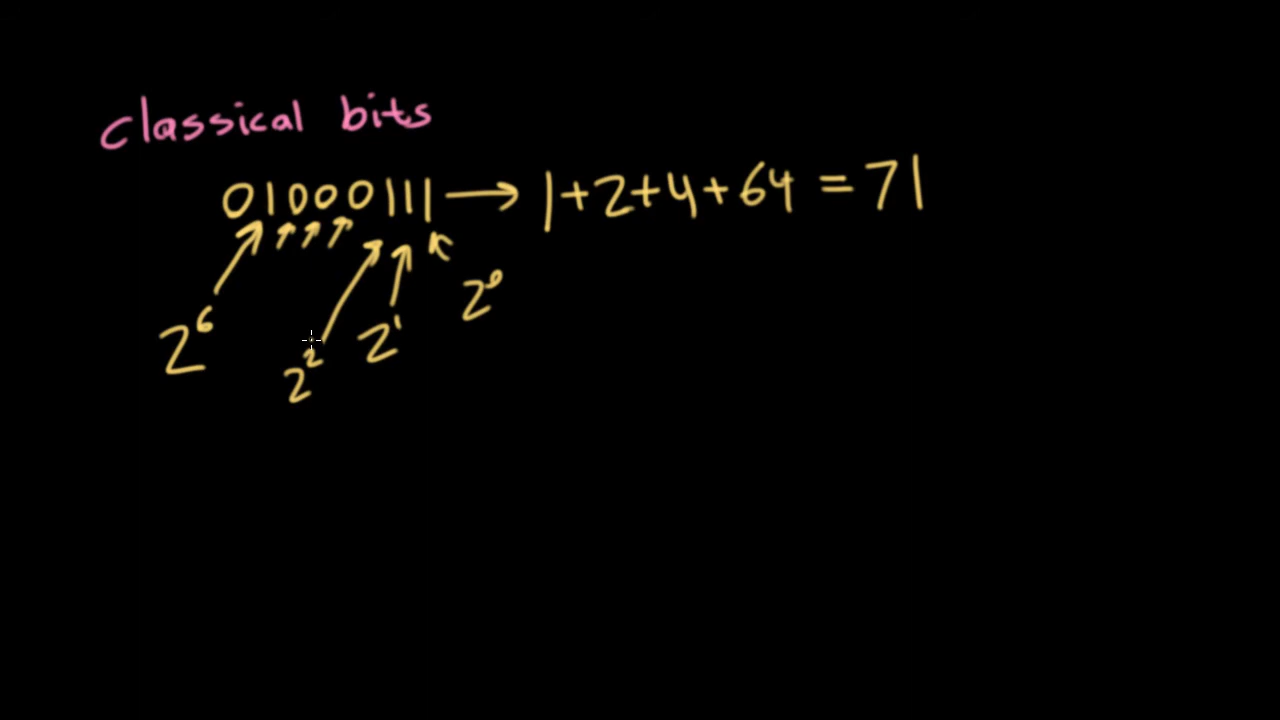 classical bits
01000111 → 1+2+4+64 = 71
2⁶ 2² 2¹ 2⁰